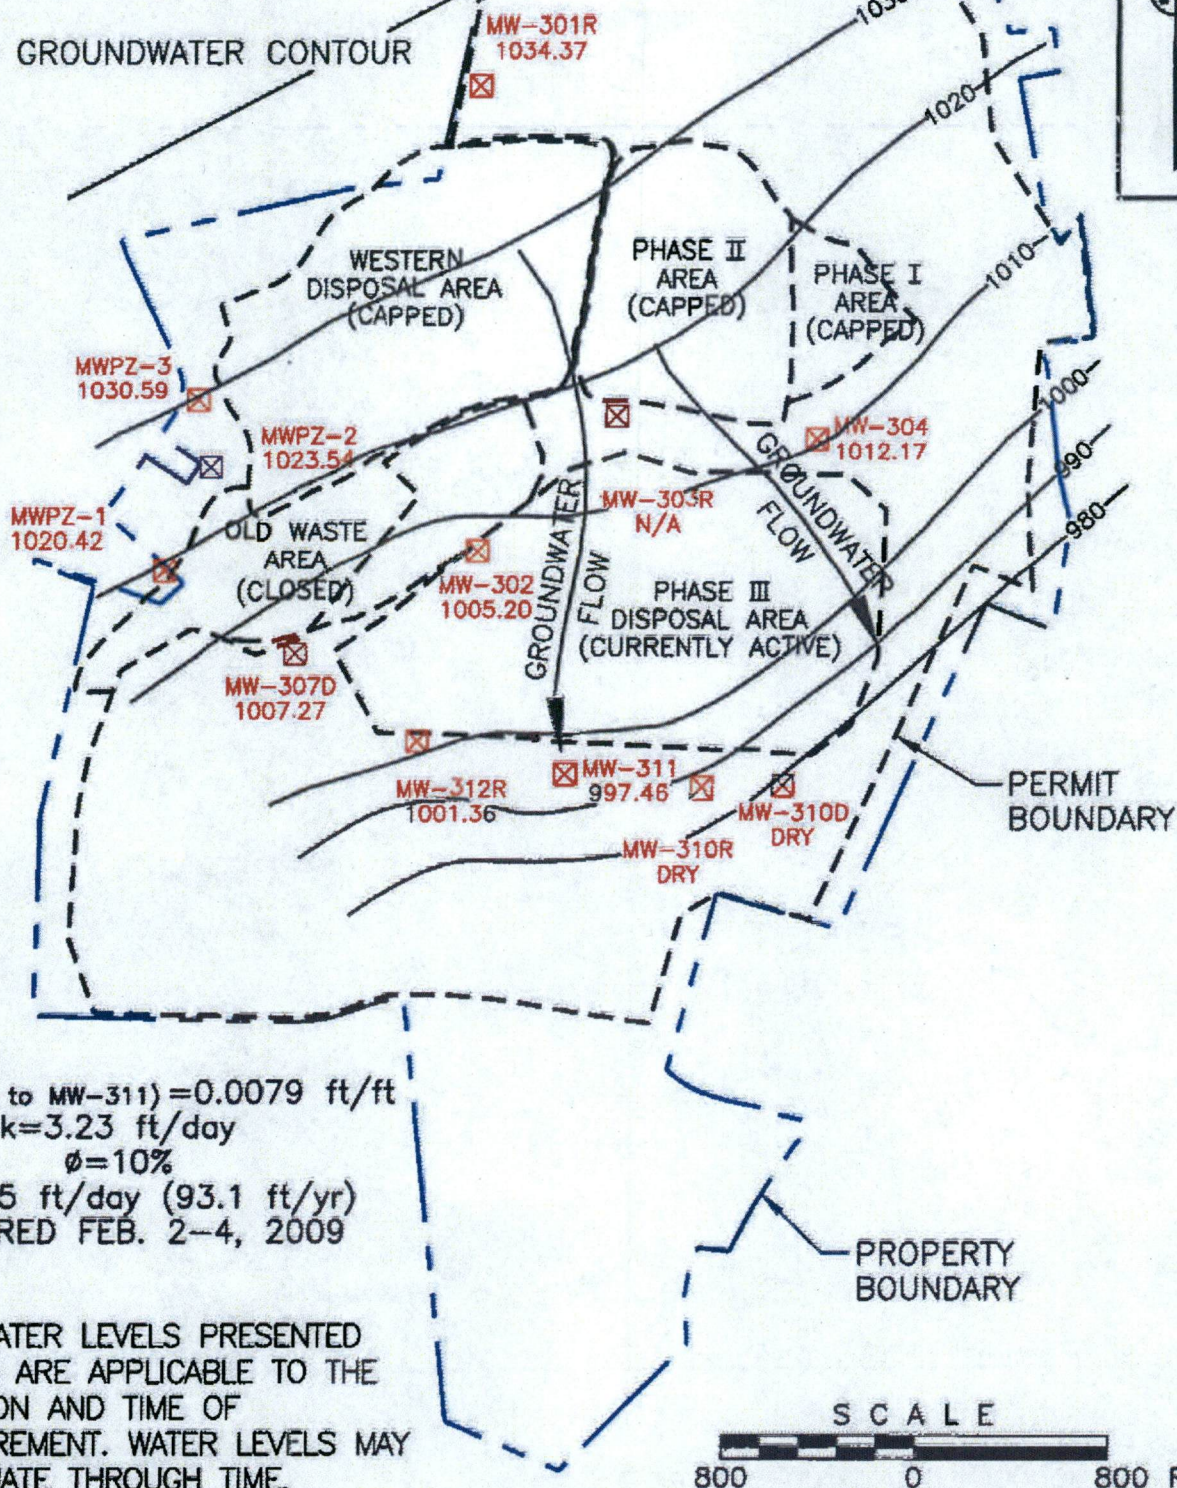 GROUNDWATER CONTOUR
MW-301R
1034.37
1020
1010
1000
990
980
WESTERN
DISPOSAL AREA
(CAPPED)
PHASE II
AREA
(CAPPED)
PHASE I
AREA
(CAPPED)
MWPZ-3
1030.59
MWPZ-2
1023.54
MWPZ-1
1020.42
OLD WASTE
AREA
(CLOSED)
MW-304
1012.17
MW-303R
N/A
MW-302
1005.20
GROUNDWATER
FLOW
GROUNDWATER
FLOW
PHASE III
DISPOSAL AREA
(CURRENTLY ACTIVE)
MW-307D
1007.27
MW-312R
1001.36
MW-311
997.46
MW-310D
DRY
MW-310R
DRY
PERMIT
BOUNDARY
to MW-311)=0.0079 ft/ft
k=3.23 ft/day
ø=10%
5 ft/day (93.1 ft/yr)
RED FEB. 2-4, 2009
PROPERTY
BOUNDARY
ATER LEVELS PRESENTED
ARE APPLICABLE TO THE
ON AND TIME OF
REMENT. WATER LEVELS MAY
UATE THROUGH TIME.
SCALE
800 0 800